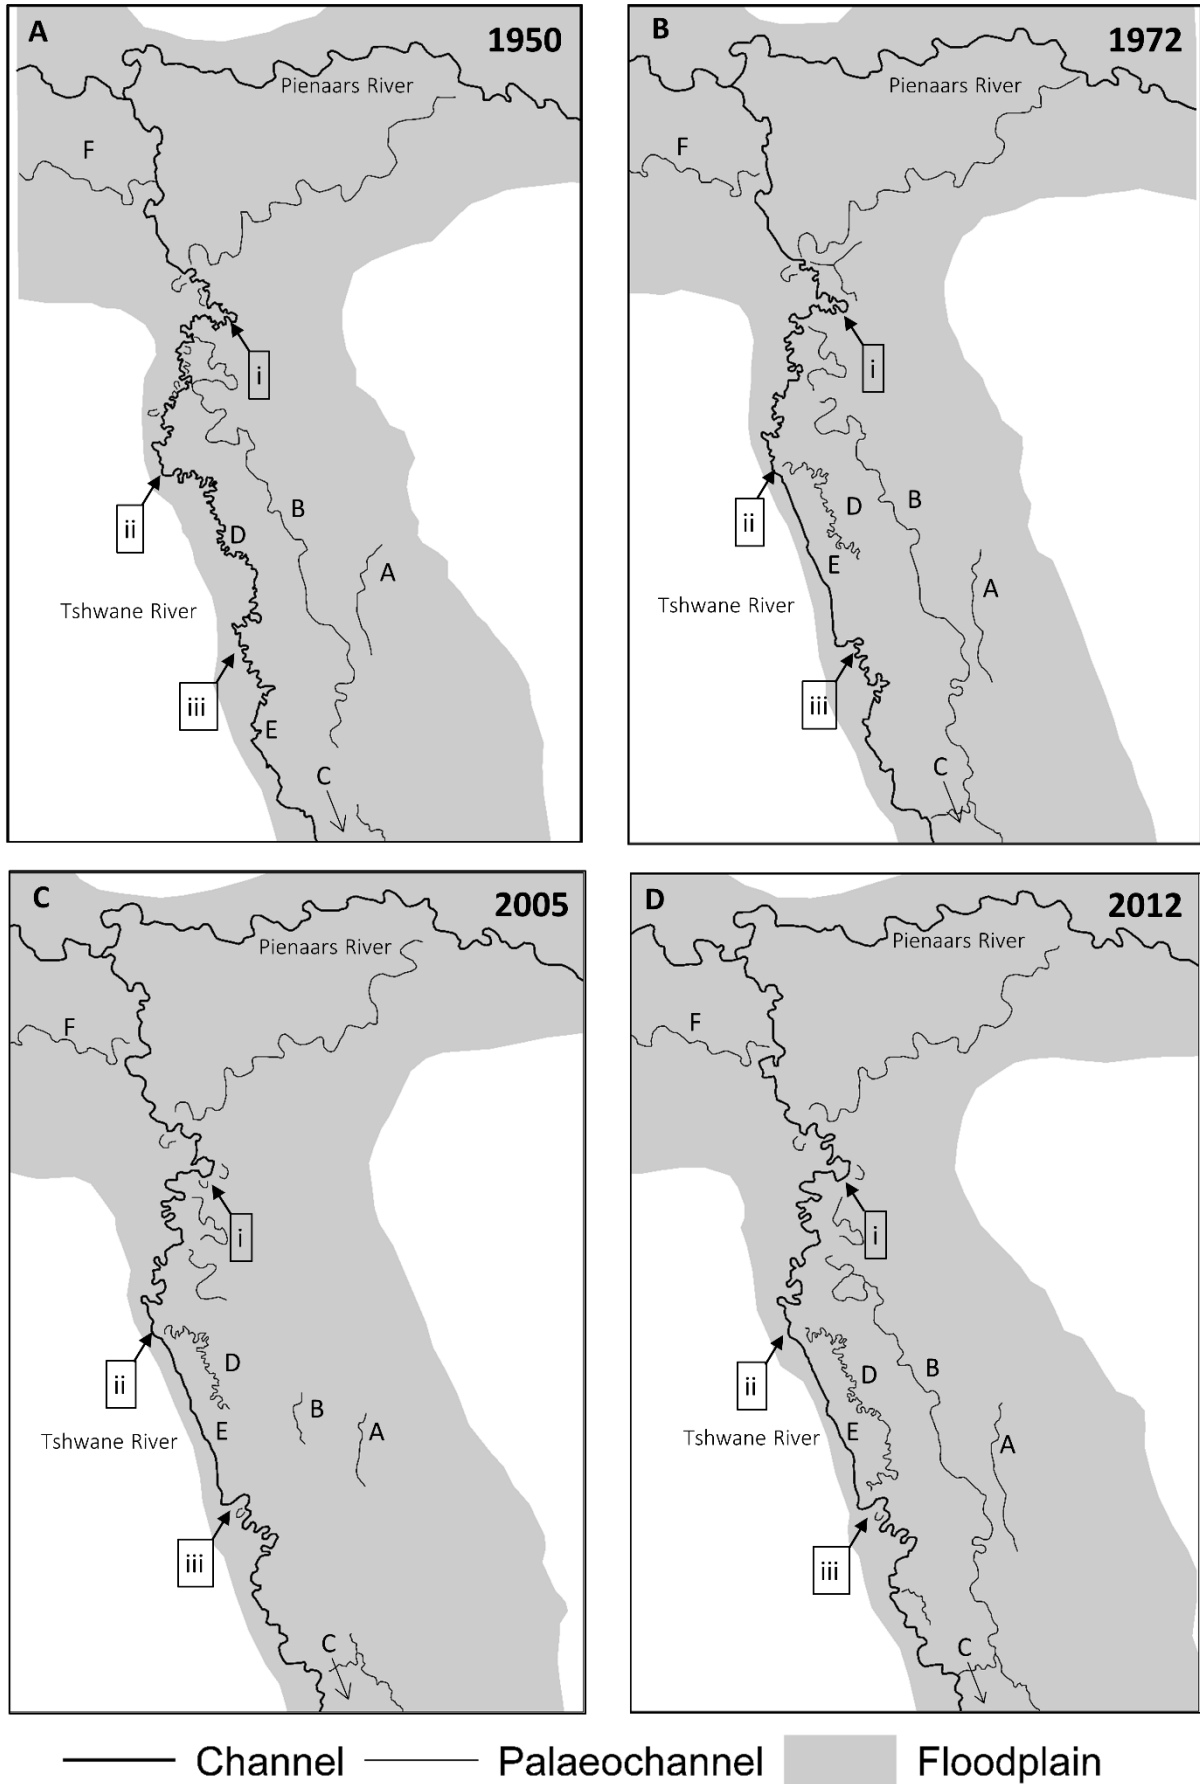 A
1950
Pienaars River
F
i
ii
B
D
A
Tshwane River
iii
E
C
B
1972
Pienaars River
F
i
ii
D
B
E
A
Tshwane River
iii
C
C
2005
Pienaars River
F
i
D
ii
B
E
A
Tshwane River
iii
C
D
2012
Pienaars River
F
i
B
D
ii
E
Tshwane River
A
iii
C
Channel Palaeochannel Floodplain